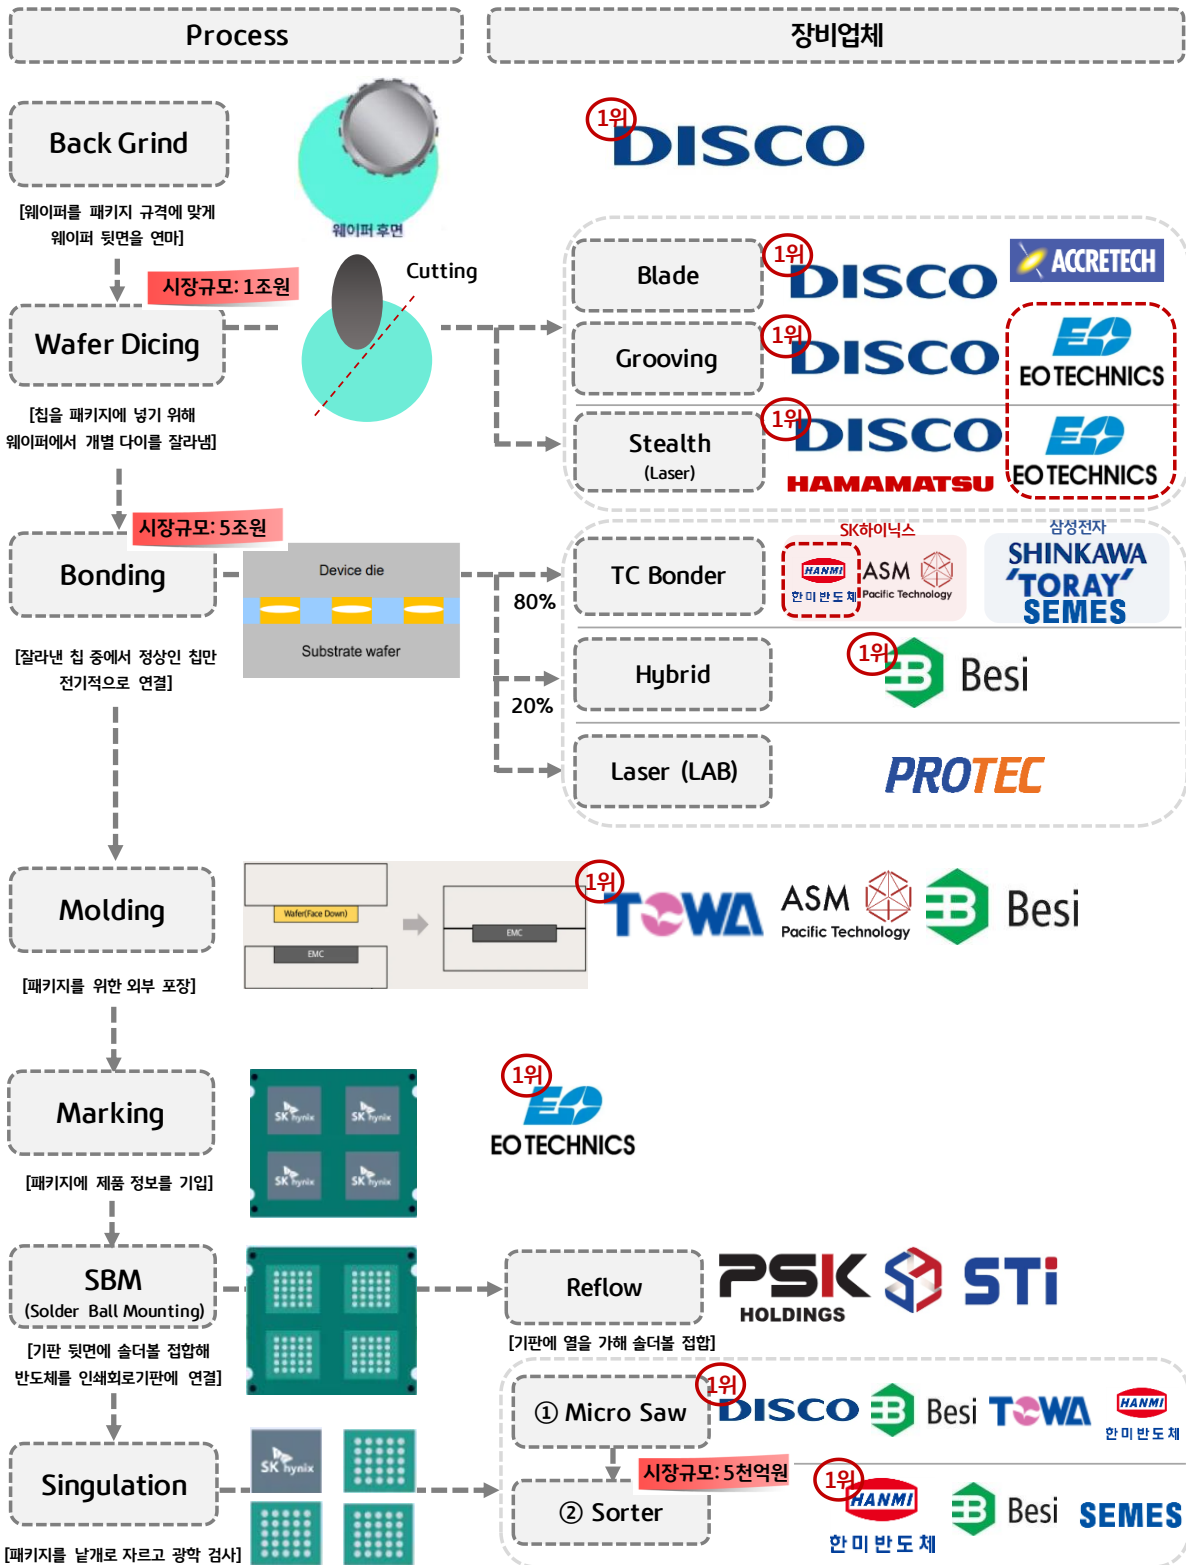 Process
장비업체
Back Grind
1위
DISCO
[웨이퍼를 패키지 규격에 맞게
웨이퍼 뒷면을 연마]
웨이퍼 후면
시장규모: 1조원
Cutting
Wafer Dicing
[칩을 패키지에 넣기 위해
웨이퍼에서 개별 다이를 잘라냄]
Blade
1위
DISCO
ACCRETECH
Grooving
1위
DISCO
EO
EO TECHNICS
Stealth
(Laser)
1위
DISCO
HAMAMATSU
EO
EO TECHNICS
시장규모: 5조원
Bonding
[잘라낸 칩 중에서 정상인 칩만
전기적으로 연결]
Device die
Substrate wafer
80%
20%
TC Bonder
SK하이닉스
HANMI
한미반도체
ASM
Pacific Technology
삼성전자
SHINKAWA
'TORAY'
SEMES
Hybrid
1위
Besi
Laser (LAB)
PROTEC
Molding
[패키지를 위한 외부 포장]
Wafer(Face Down)
EMC
EMC
1위
TOWA
ASM
Pacific Technology
Besi
Marking
[패키지에 제품 정보를 기입]
SK hynix
SK hynix
SK hynix
SK hynix
1위
EO
EO TECHNICS
SBM
(Solder Ball Mounting)
[기판 뒷면에 솔더볼 접합해
반도체를 인쇄회로기판에 연결]
Reflow
[기판에 열을 가해 솔더볼 접합]
PSK
HOLDINGS
STi
Singulation
[패키지를 낱개로 자르고 광학 검사]
SK hynix
① Micro Saw
1위
DISCO
Besi
TOWA
HANMI
한미반도체
시장규모: 5천억원
② Sorter
1위
HANMI
한미반도체
Besi
SEMES